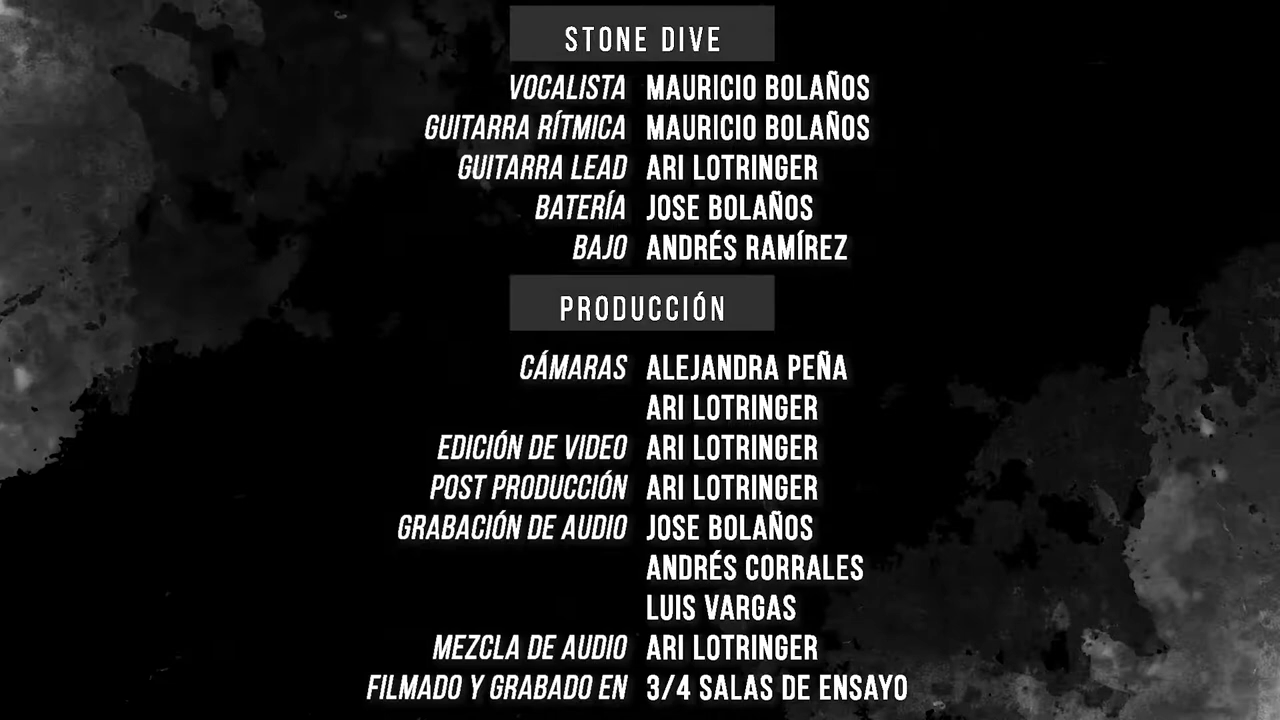 STONE DIVE
VOCALISTA MAURICIO BOLAÑOS
GUITARRA RÍTMICA MAURICIO BOLAÑOS
GUITARRA LEAD ARI LOTRINGER
BATERÍA JOSE BOLAÑOS
BAJO ANDRÉS RAMÍREZ
PRODUCCIÓN
CÁMARAS ALEJANDRA PEÑA
ARI LOTRINGER
EDICIÓN DE VIDEO ARI LOTRINGER
POST PRODUCCIÓN ARI LOTRINGER
GRABACIÓN DE AUDIO JOSE BOLAÑOS
ANDRÉS CORRALES
LUIS VARGAS
MEZCLA DE AUDIO ARI LOTRINGER
FILMADO Y GRABADO EN 3/4 SALAS DE ENSAYO